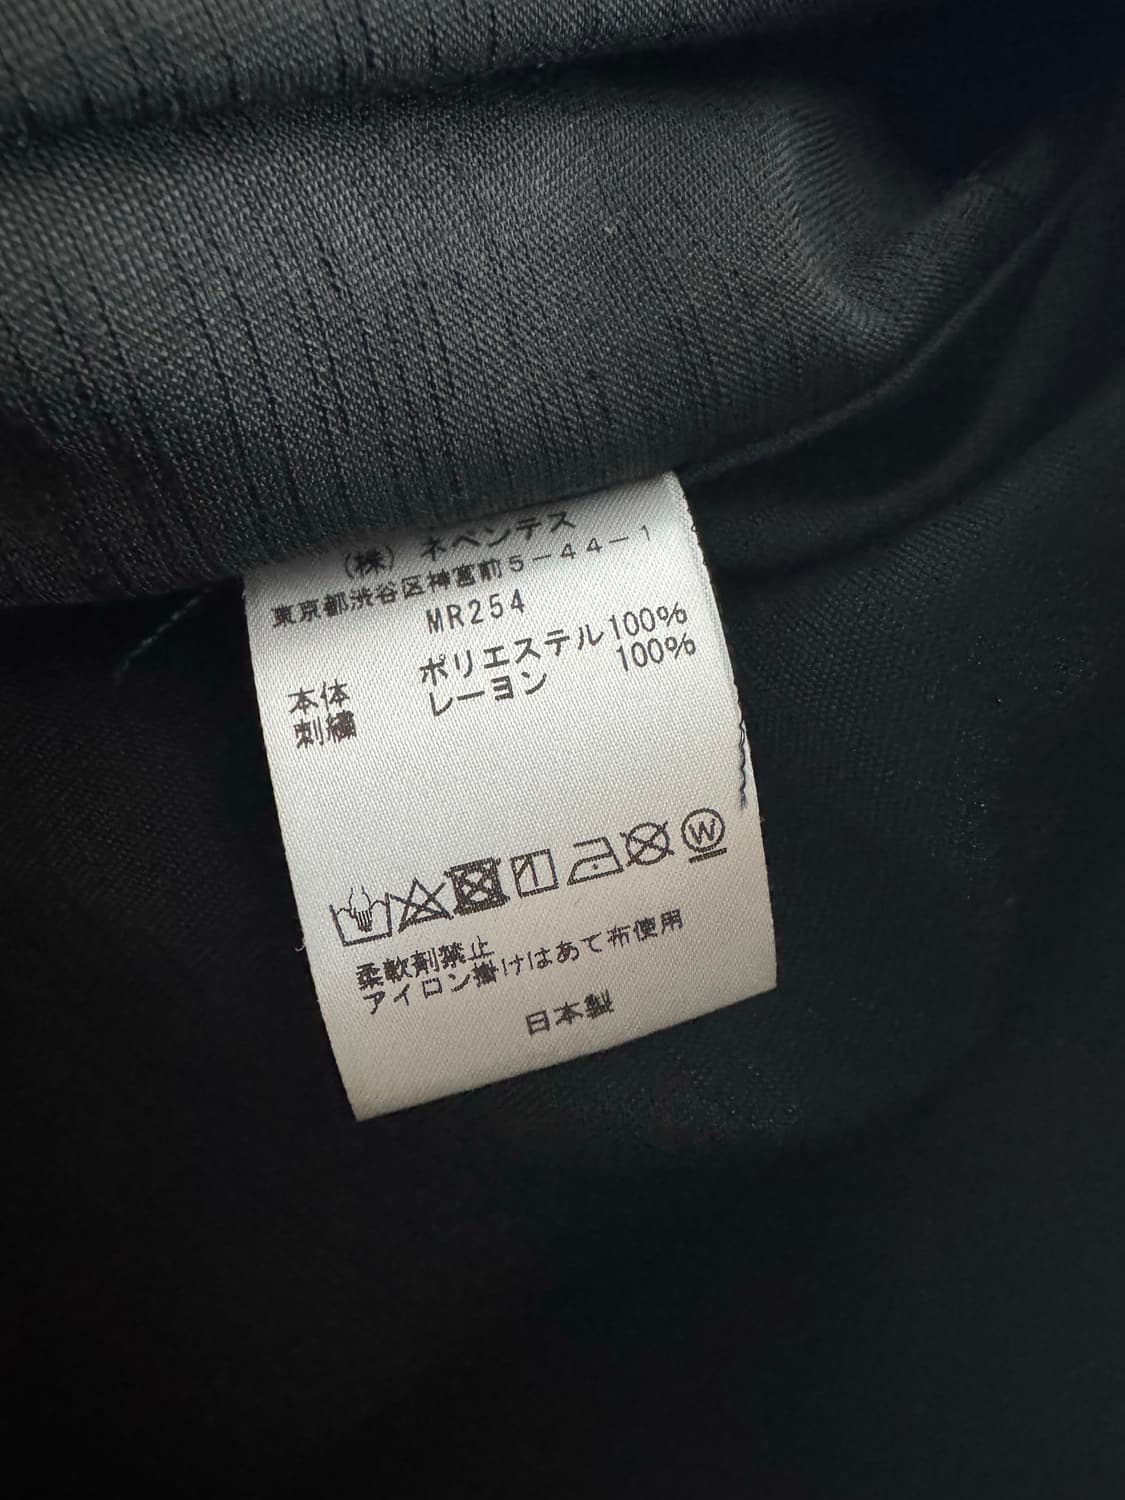 （株）ネペンテス
東京都渋谷区神宮前5－44－1
MR254
本体 ポリエステル100%
刺繍 レーヨン 100%
W
柔軟剤禁止
アイロン掛けはあて布使用
日本製